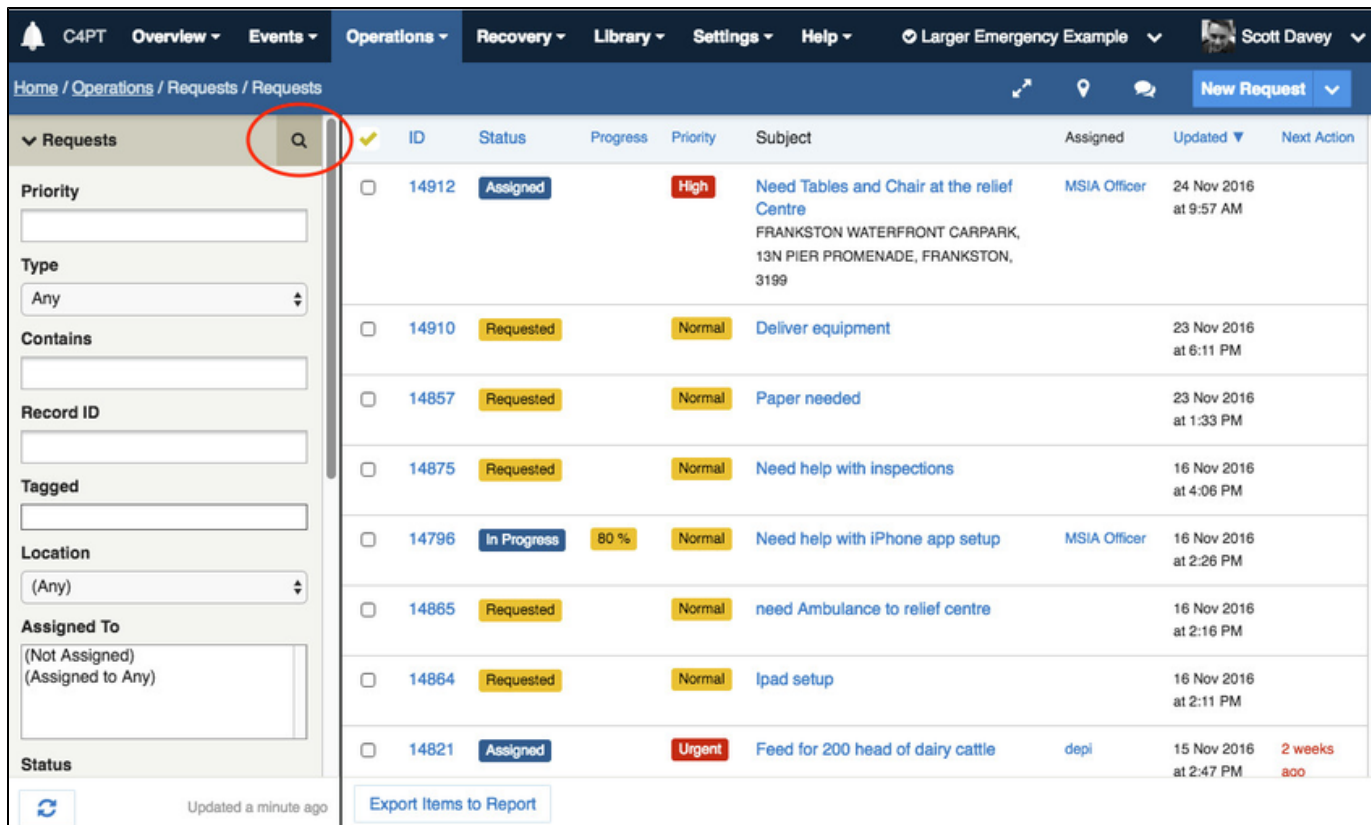 C4PT Overview Events Operations Recovery Library Settings Help Larger Emergency Example Scott Davey
Home / Operations / Requests / Requests New Request
Requests
Priority
Type
Any
Contains
Record ID
Tagged
Location
(Any)
Assigned To
(Not Assigned)
(Assigned to Any)
Status
Updated a minute ago
ID Status Progress Priority Subject Assigned Updated ▼ Next Action
14912 Assigned High Need Tables and Chair at the relief MSIA Officer 24 Nov 2016
Centre at 9:57 AM
FRANKSTON WATERFRONT CARPARK,
13N PIER PROMENADE, FRANKSTON,
3199
14910 Requested Normal Deliver equipment 23 Nov 2016
at 6:11 PM
14857 Requested Normal Paper needed 23 Nov 2016
at 1:33 PM
14875 Requested Normal Need help with inspections 16 Nov 2016
at 4:06 PM
14796 In Progress 80 % Normal Need help with iPhone app setup MSIA Officer 16 Nov 2016
at 2:26 PM
14865 Requested Normal need Ambulance to relief centre 16 Nov 2016
at 2:16 PM
14864 Requested Normal Ipad setup 16 Nov 2016
at 2:11 PM
14821 Assigned Urgent Feed for 200 head of dairy cattle depi 15 Nov 2016 2 weeks
at 2:47 PM ago
Export Items to Report